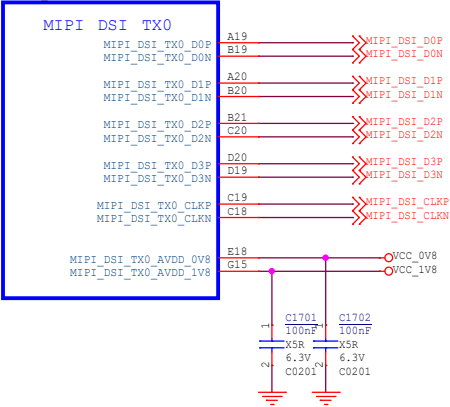 MIPI DSI TX0
MIPI_DSI_TX0_D0P A19 MIPI_DSI_D0P
MIPI_DSI_TX0_D0N B19 MIPI_DSI_D0N
MIPI_DSI_TX0_D1P A20 MIPI_DSI_D1P
MIPI_DSI_TX0_D1N B20 MIPI_DSI_D1N
MIPI_DSI_TX0_D2P B21 MIPI_DSI_D2P
MIPI_DSI_TX0_D2N C20 MIPI_DSI_D2N
MIPI_DSI_TX0_D3P D20 MIPI_DSI_D3P
MIPI_DSI_TX0_D3N D19 MIPI_DSI_D3N
MIPI_DSI_TX0_CLKP C19 MIPI_DSI_CLKP
MIPI_DSI_TX0_CLKN C18 MIPI_DSI_CLKN
MIPI_DSI_TX0_AVDD_0V8 E18 VCC_0V8
MIPI_DSI_TX0_AVDD_1V8 G15 VCC_1V8
1 C1701 1 C1702
100nF 100nF
X5R X5R
2 6.3V 2 6.3V
C0201 C0201